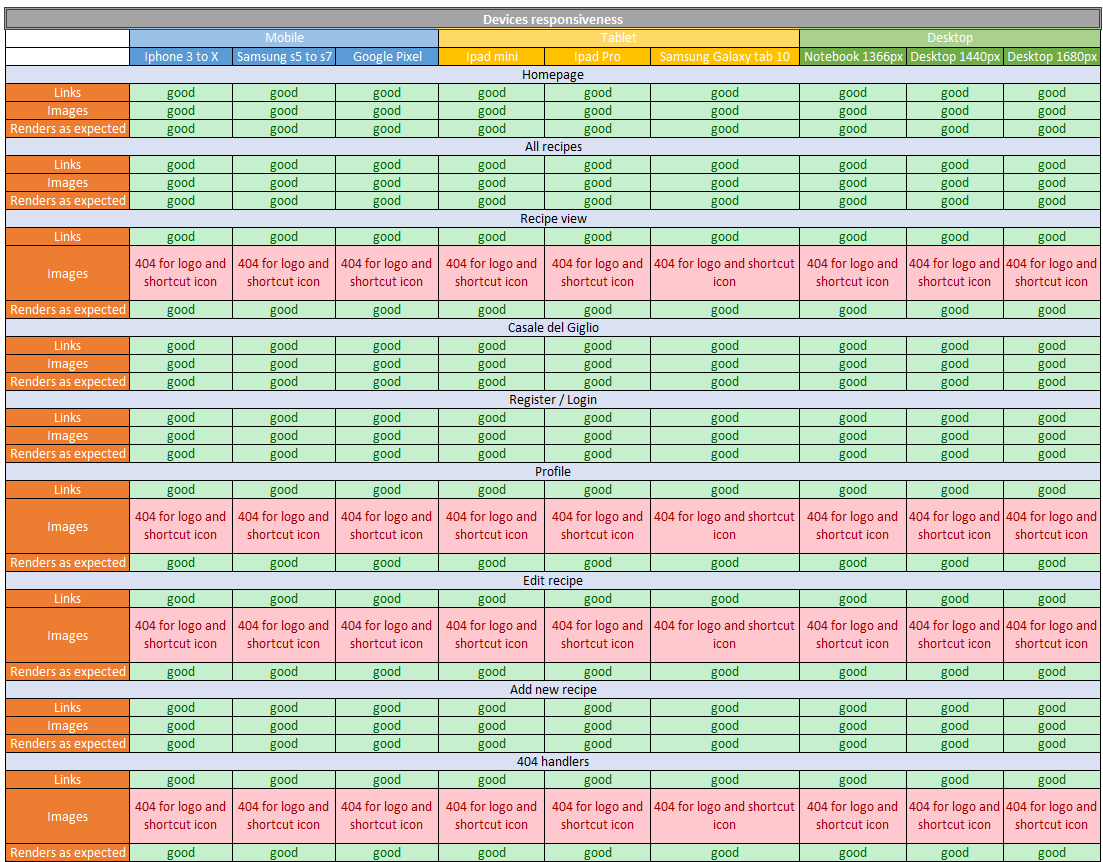 Devices responsiveness
Mobile Tablet Desktop
Iphone 3 to X Samsung s5 to s7 Google Pixel Ipad mini Ipad Pro Samsung Galaxy tab 10 Notebook 1366px Desktop 1440px Desktop 1680px
Homepage
Links good good good good good good good good good
Images good good good good good good good good good
Renders as expected good good good good good good good good good
All recipes
Links good good good good good good good good good
Images good good good good good good good good good
Renders as expected good good good good good good good good good
Recipe view
Links good good good good good good good good good
404 for logo and 404 for logo and 404 for logo and 404 for logo and 404 for logo and 404 for logo and shortcut 404 for logo and 404 for logo and 404 for logo and
Images
shortcut icon shortcut icon shortcut icon shortcut icon shortcut icon icon shortcut icon shortcut icon shortcut icon
Renders as expected good good good good good good good good good
Casale del Giglio
Links good good good good good good good good good
Images good good good good good good good good good
Renders as expected good good good good good good good good good
Register / Login
Links good good good good good good good good good
Images good good good good good good good good good
Renders as expected good good good good good good good good good
Profile
Links good good good good good good good good good
404 for logo and 404 for logo and 404 for logo and 404 for logo and 404 for logo and 404 for logo and shortcut 404 for logo and 404 for logo and 404 for logo and
Images
shortcut icon shortcut icon shortcut icon shortcut icon shortcut icon icon shortcut icon shortcut icon shortcut icon
Renders as expected good good good good good good good good good
Edit recipe
Links good good good good good good good good good
404 for logo and 404 for logo and 404 for logo and 404 for logo and 404 for logo and 404 for logo and shortcut 404 for logo and 404 for logo and 404 for logo and
Images
shortcut icon shortcut icon shortcut icon shortcut icon shortcut icon icon shortcut icon shortcut icon shortcut icon
Renders as expected good good good good good good good good good
Add new recipe
Links good good good good good good good good good
Images good good good good good good good good good
Renders as expected good good good good good good good good good
404 handlers
Links good good good good good good good good good
404 for logo and 404 for logo and 404 for logo and 404 for logo and 404 for logo and 404 for logo and shortcut 404 for logo and 404 for logo and 404 for logo and
Images
shortcut icon shortcut icon shortcut icon shortcut icon shortcut icon icon shortcut icon shortcut icon shortcut icon
Renders as expected good good good good good good good good good